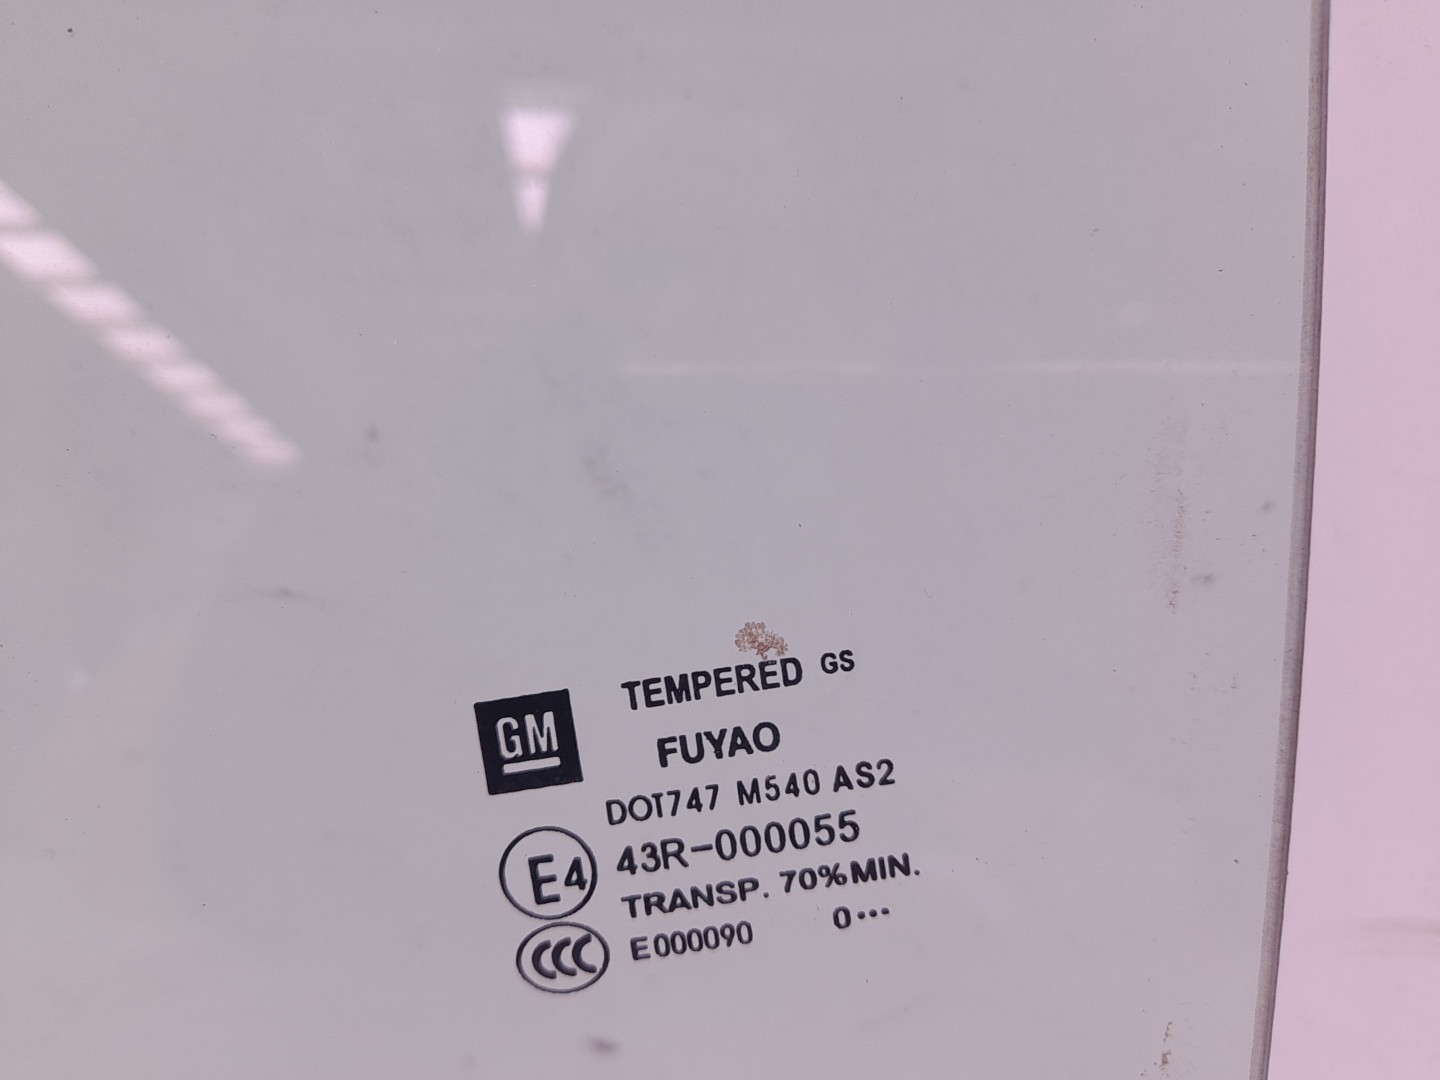 GM
TEMPERED GS
FUYAO
DOT747 M540 AS2
E4 43R-000055
TRANSP. 70%MIN.
CCC E000090 0•••